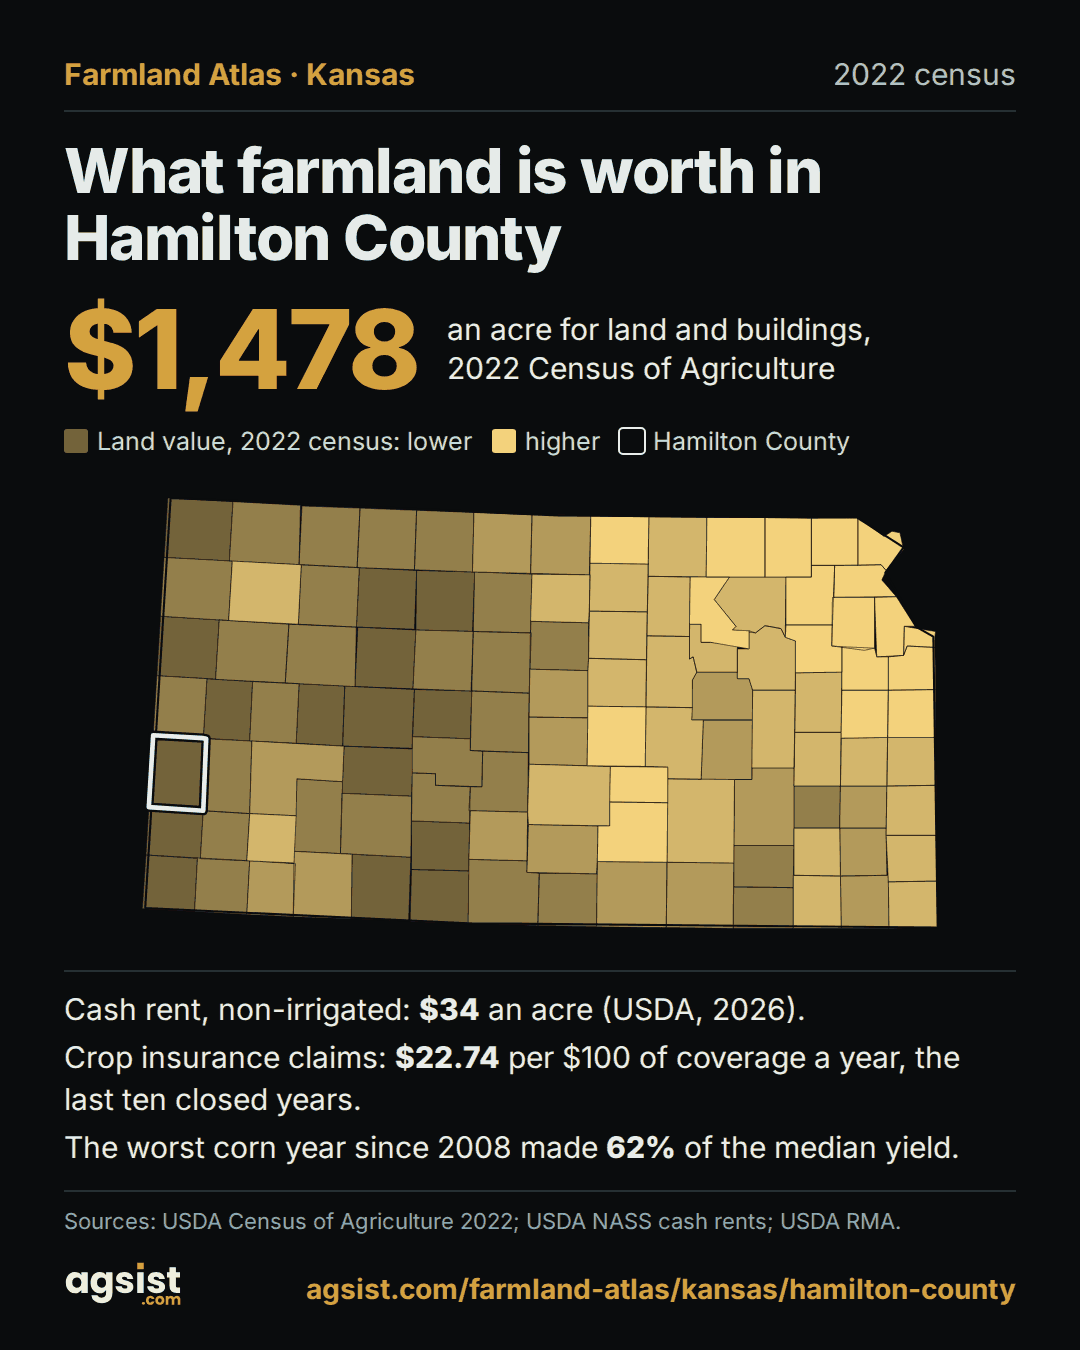 Farmland Atlas · Kansas
2022 census
What farmland is worth in
Hamilton County
$1,478
an acre for land and buildings,
2022 Census of Agriculture
Land value, 2022 census: lower
higher
Hamilton County
Cash rent, non-irrigated: $34 an acre (USDA, 2026).
Crop insurance claims: $22.74 per $100 of coverage a year, the
last ten closed years.
The worst corn year since 2008 made 62% of the median yield.
Sources: USDA Census of Agriculture 2022; USDA NASS cash rents; USDA RMA.
agsist
.com
agsist.com/farmland-atlas/kansas/hamilton-county